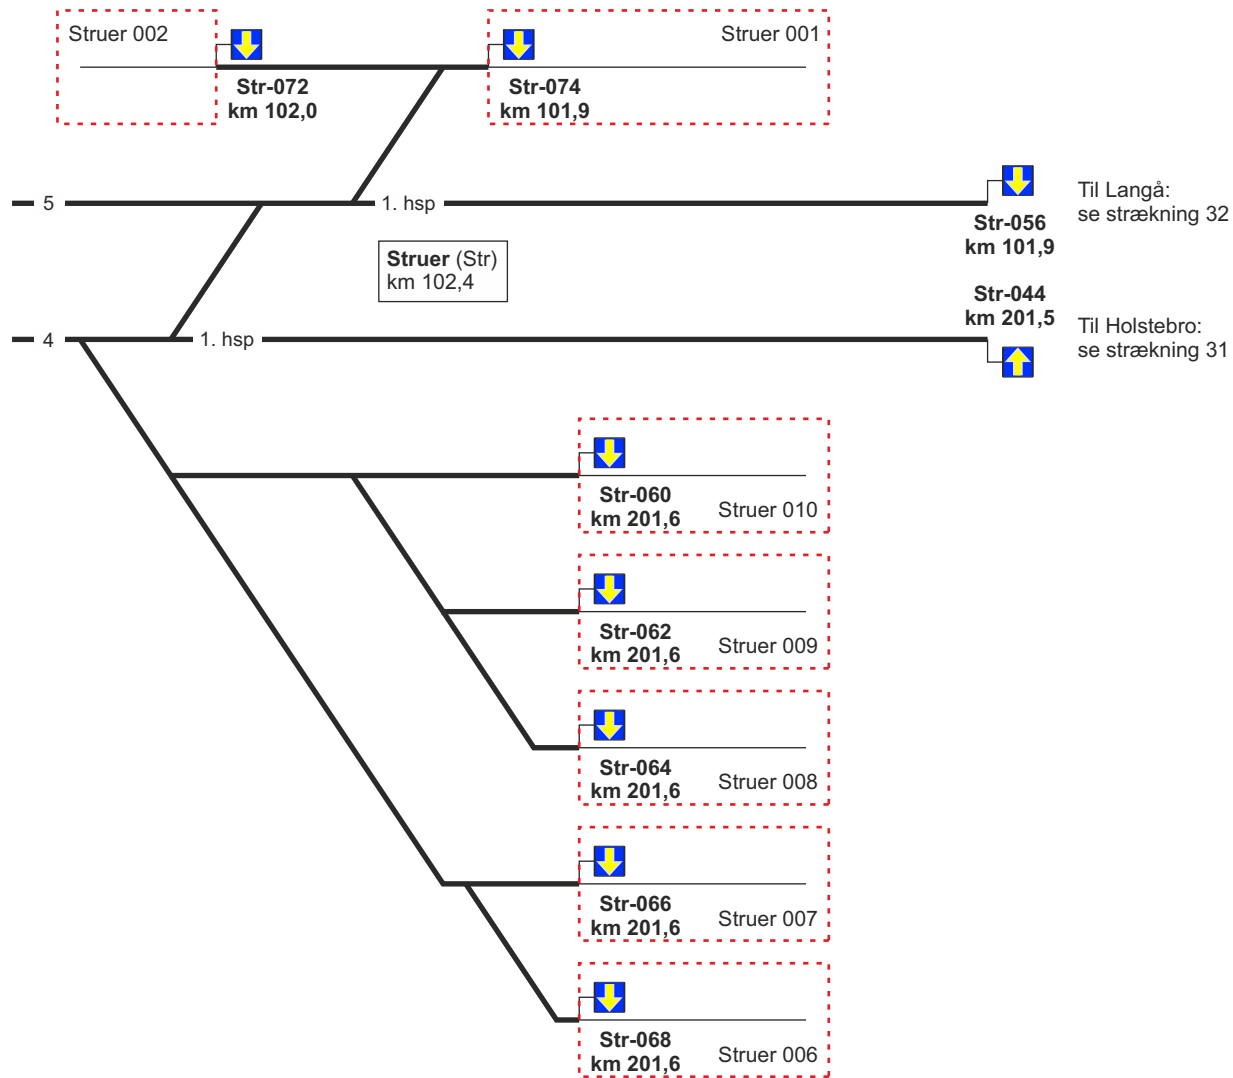 Struer 002
Struer 001
Str-072
km 102,0
Str-074
km 101,9
5
1. hsp
Til Langå:
se strækning 32
Str-056
km 101,9
Struer (Str)
km 102,4
Str-044
km 201,5
4
1. hsp
Til Holstebro:
se strækning 31
Str-060
km 201,6
Struer 010
Str-062
km 201,6
Struer 009
Str-064
km 201,6
Struer 008
Str-066
km 201,6
Struer 007
Str-068
km 201,6
Struer 006